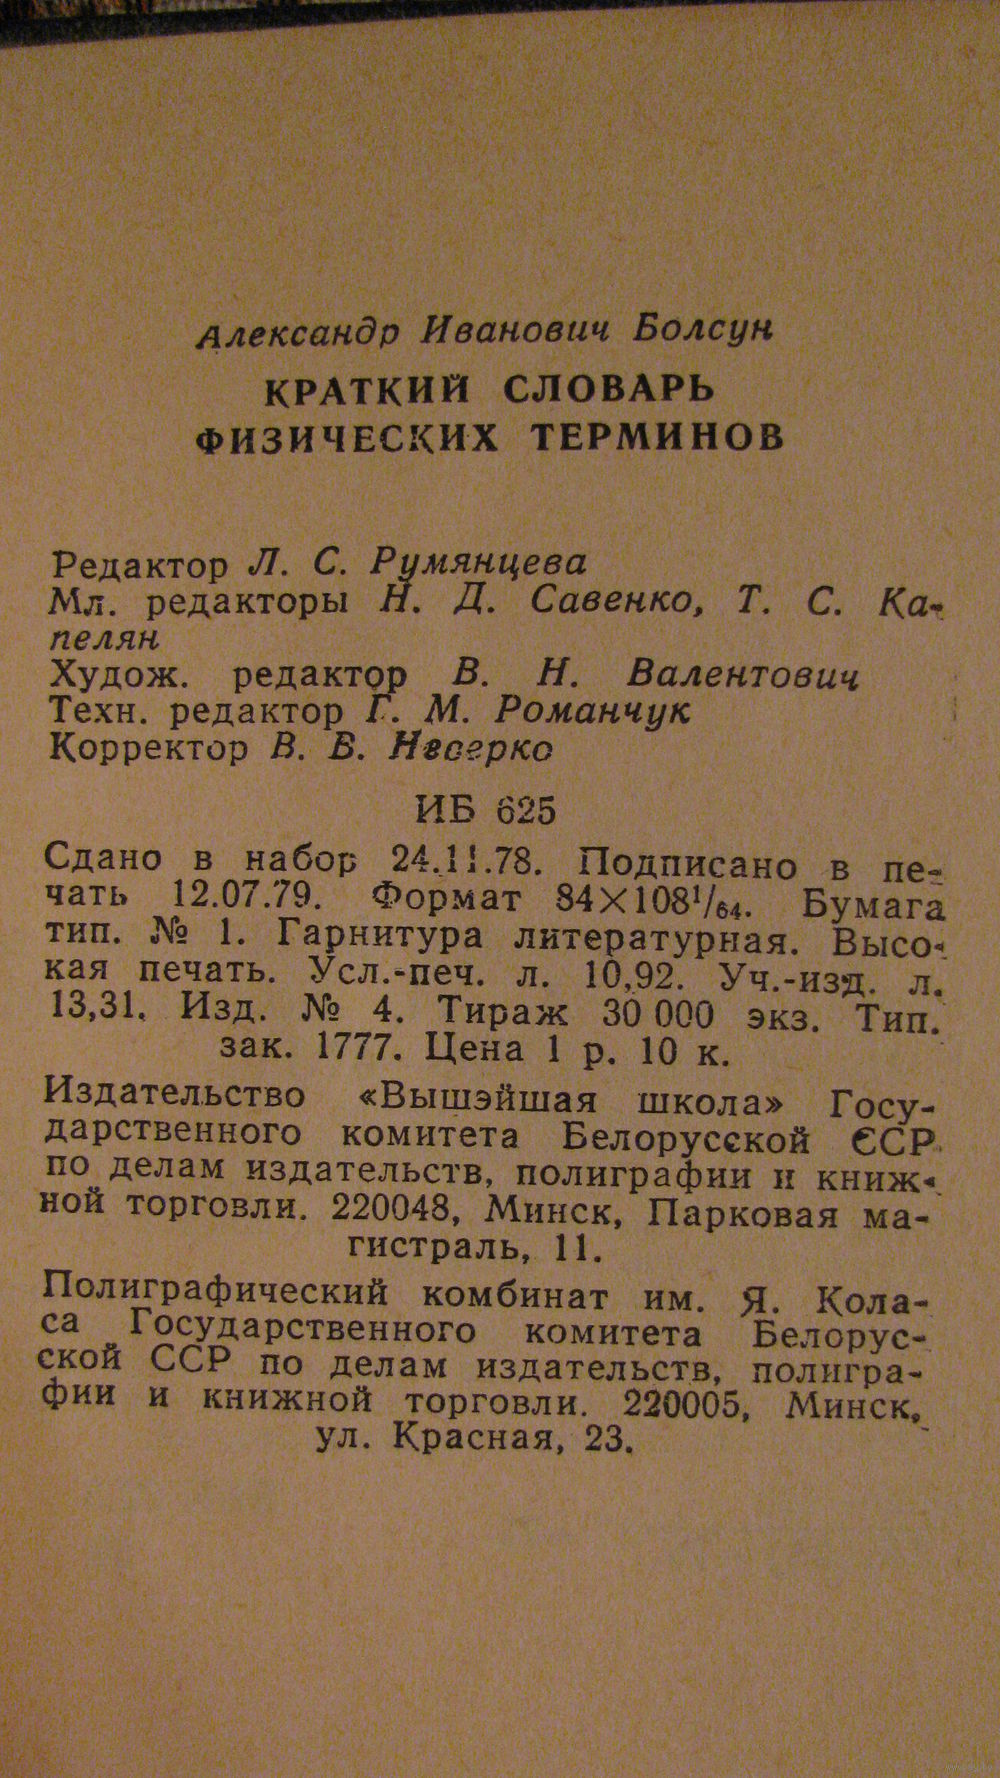 Александр Иванович Болсун
КРАТКИЙ СЛОВАРЬ
ФИЗИЧЕСКИХ ТЕРМИНОВ
Редактор Л. С. Румянцева
Мл. редакторы Н. Д. Савенко, Т. С. Ка-
пелян
Худож. редактор В. Н. Валентович
Техн. редактор Г. М. Романчук
Корректор В. Б.
ИБ 625
Сдано в набор 24.11.78. Подписано в пе-
чать 12.07.79. Формат 84×108¹/₆₄. Бумага
тип. № 1. Гарнитура литературная. Высо-
кая печать. Усл.-печ. л. 10,92. Уч.-изд. л.
13,31. Изд. № 4. Тираж 30 000 экз. Тип.
зак. 1777. Цена 1 р. 10 к.
Издательство «Вышэйшая школа» Госу-
дарственного комитета Белорусской ССР
по делам издательств, полиграфии и книж-
ной торговли. 220048, Минск, Парковая ма-
гистраль, 11.
Полиграфический комбинат им. Я. Кола-
са Государственного комитета Белорус-
ской ССР по делам издательств, полигра-
фии и книжной торговли. 220005, Минск,
ул. Красная, 23.